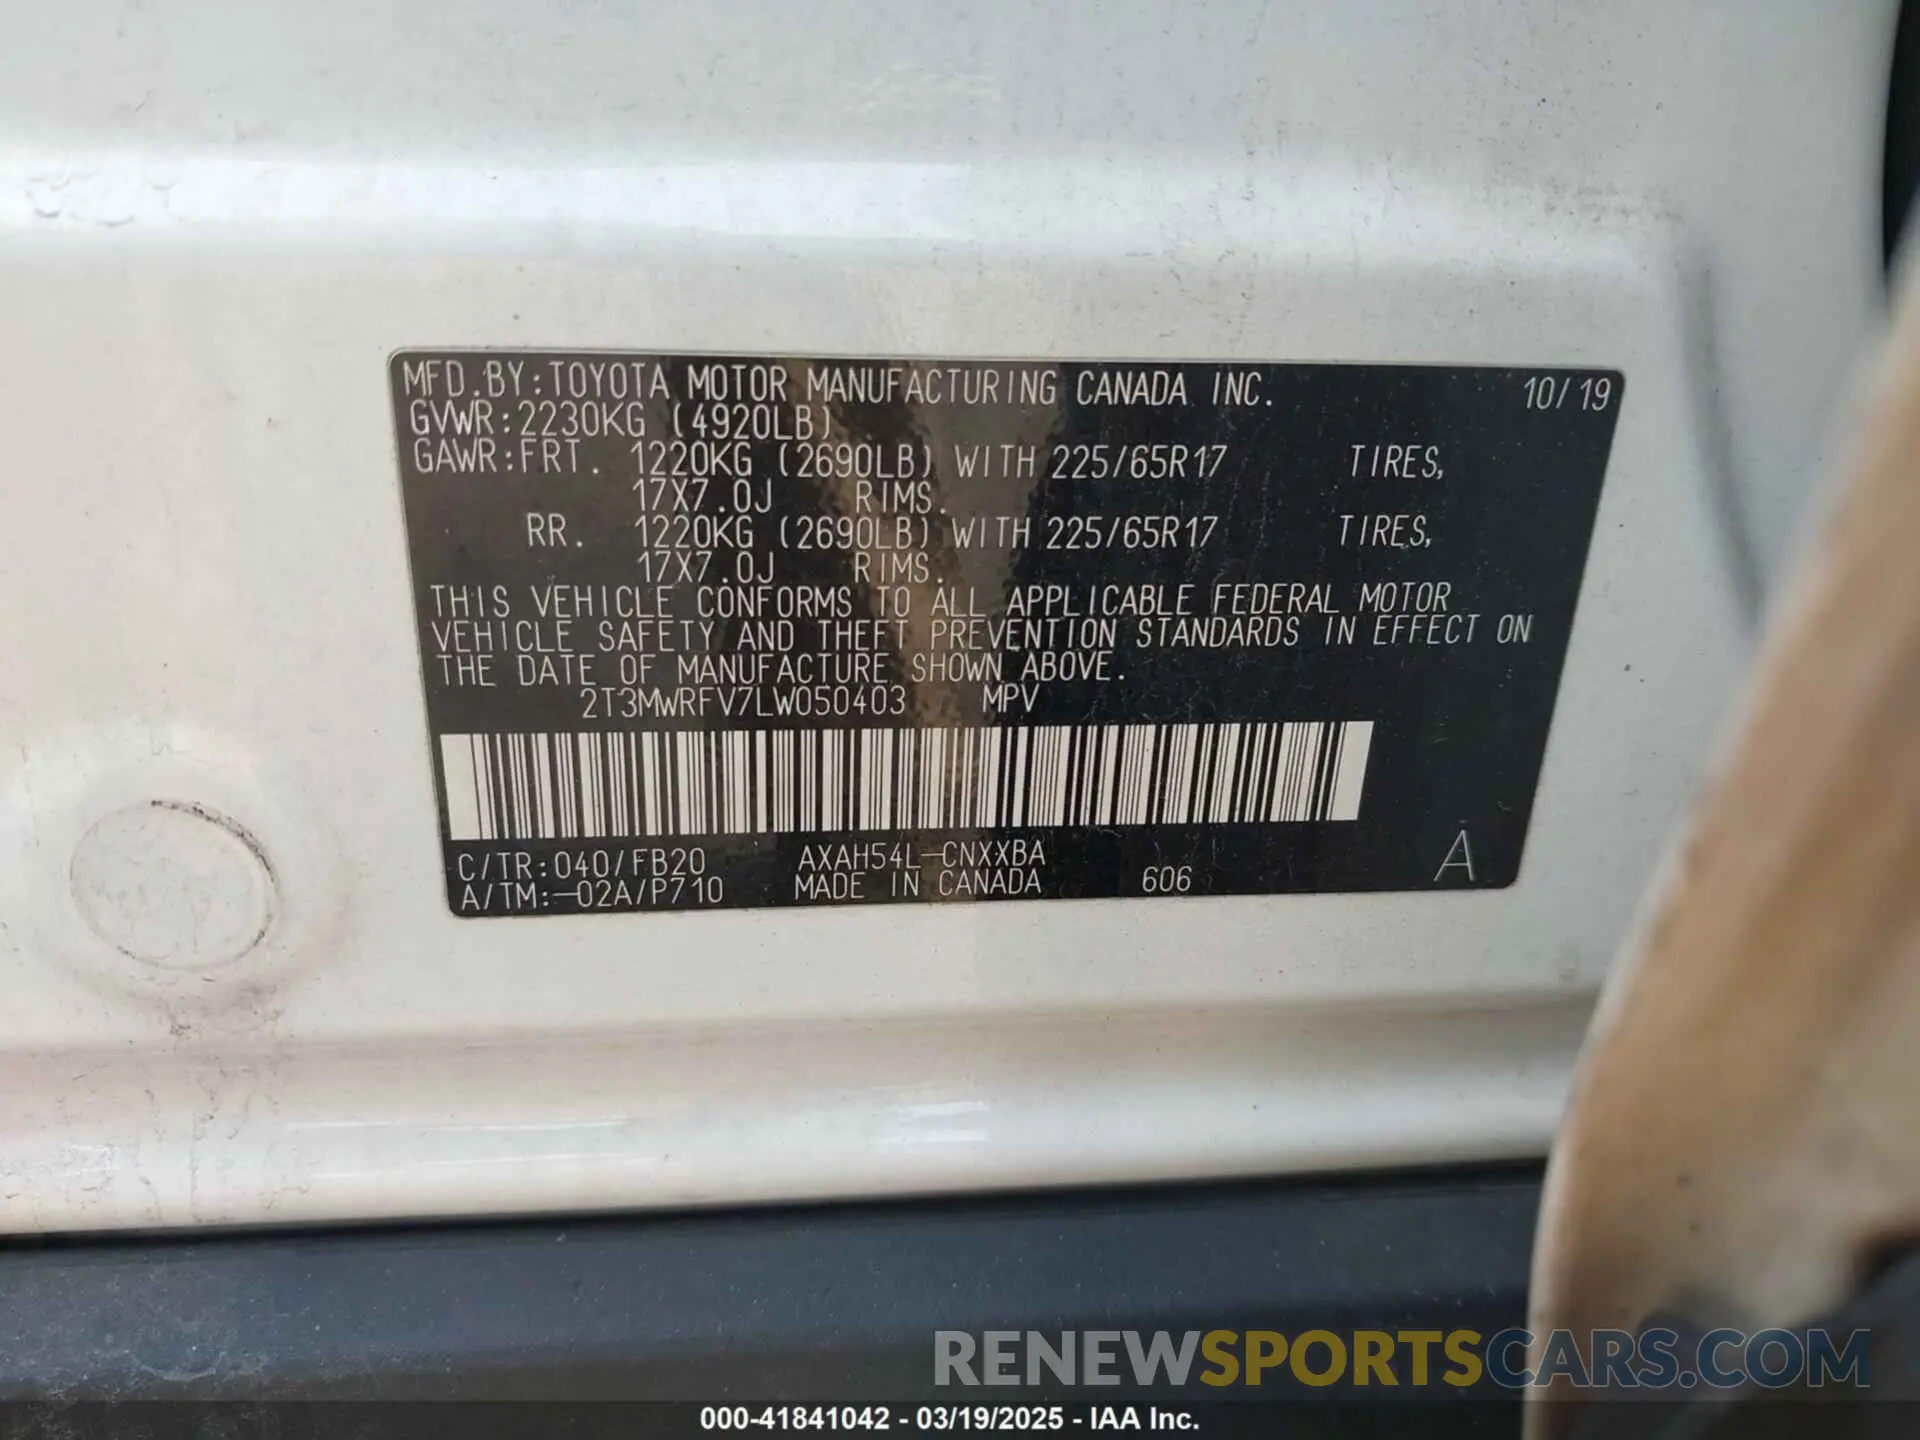 MFD.BY:TOYOTA MOTOR MANUFACTURING CANADA INC. 10/19
GVWR:2230KG (4920LB)
GAWR:FRT. 1220KG (2690LB) WITH 225/65R17 TIRES,
17X7.0J RIMS.
RR. 1220KG (2690LB) WITH 225/65R17 TIRES,
17X7.0J RIMS.
THIS VEHICLE CONFORMS TO ALL APPLICABLE FEDERAL MOTOR
VEHICLE SAFETY AND THEFT PREVENTION STANDARDS IN EFFECT ON
THE DATE OF MANUFACTURE SHOWN ABOVE.
2T3MWRFV7LW050403 MPV
C/TR:040/FB20 AXAH54L-CNXXBA
A/TM:-02A/P710 MADE IN CANADA 606 A
RENEWSPORTSCARS.COM
000-41841042 - 03/19/2025 - IAA Inc.